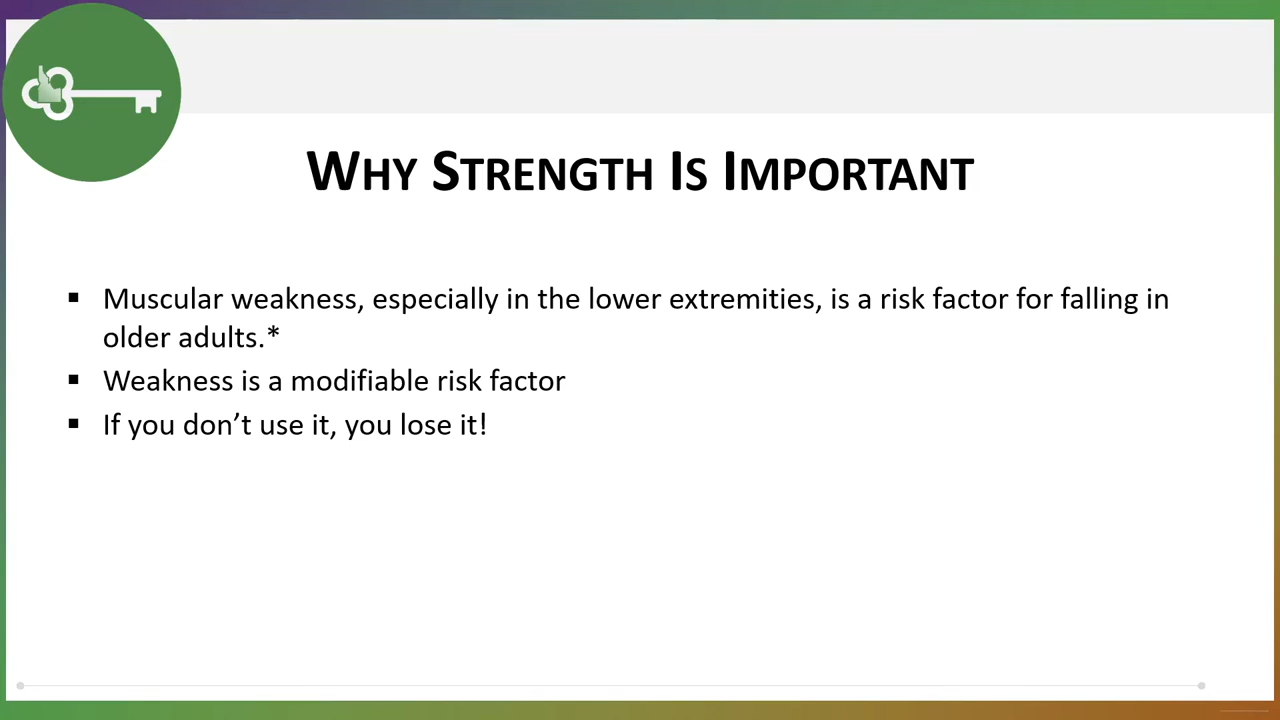 WHY STRENGTH IS IMPORTANT
▪ Muscular weakness, especially in the lower extremities, is a risk factor for falling in
older adults.*
▪ Weakness is a modifiable risk factor
▪ If you don’t use it, you lose it!